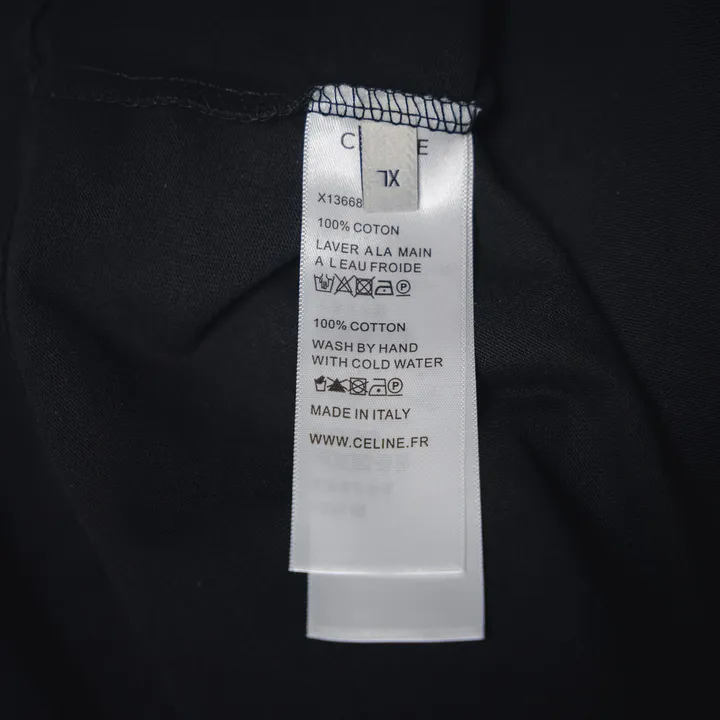 C E
XL
X13668
100% COTON
LAVER A LA MAIN
A L EAU FROIDE
100% COTTON
WASH BY HAND
WITH COLD WATER
MADE IN ITALY
WWW.CELINE.FR